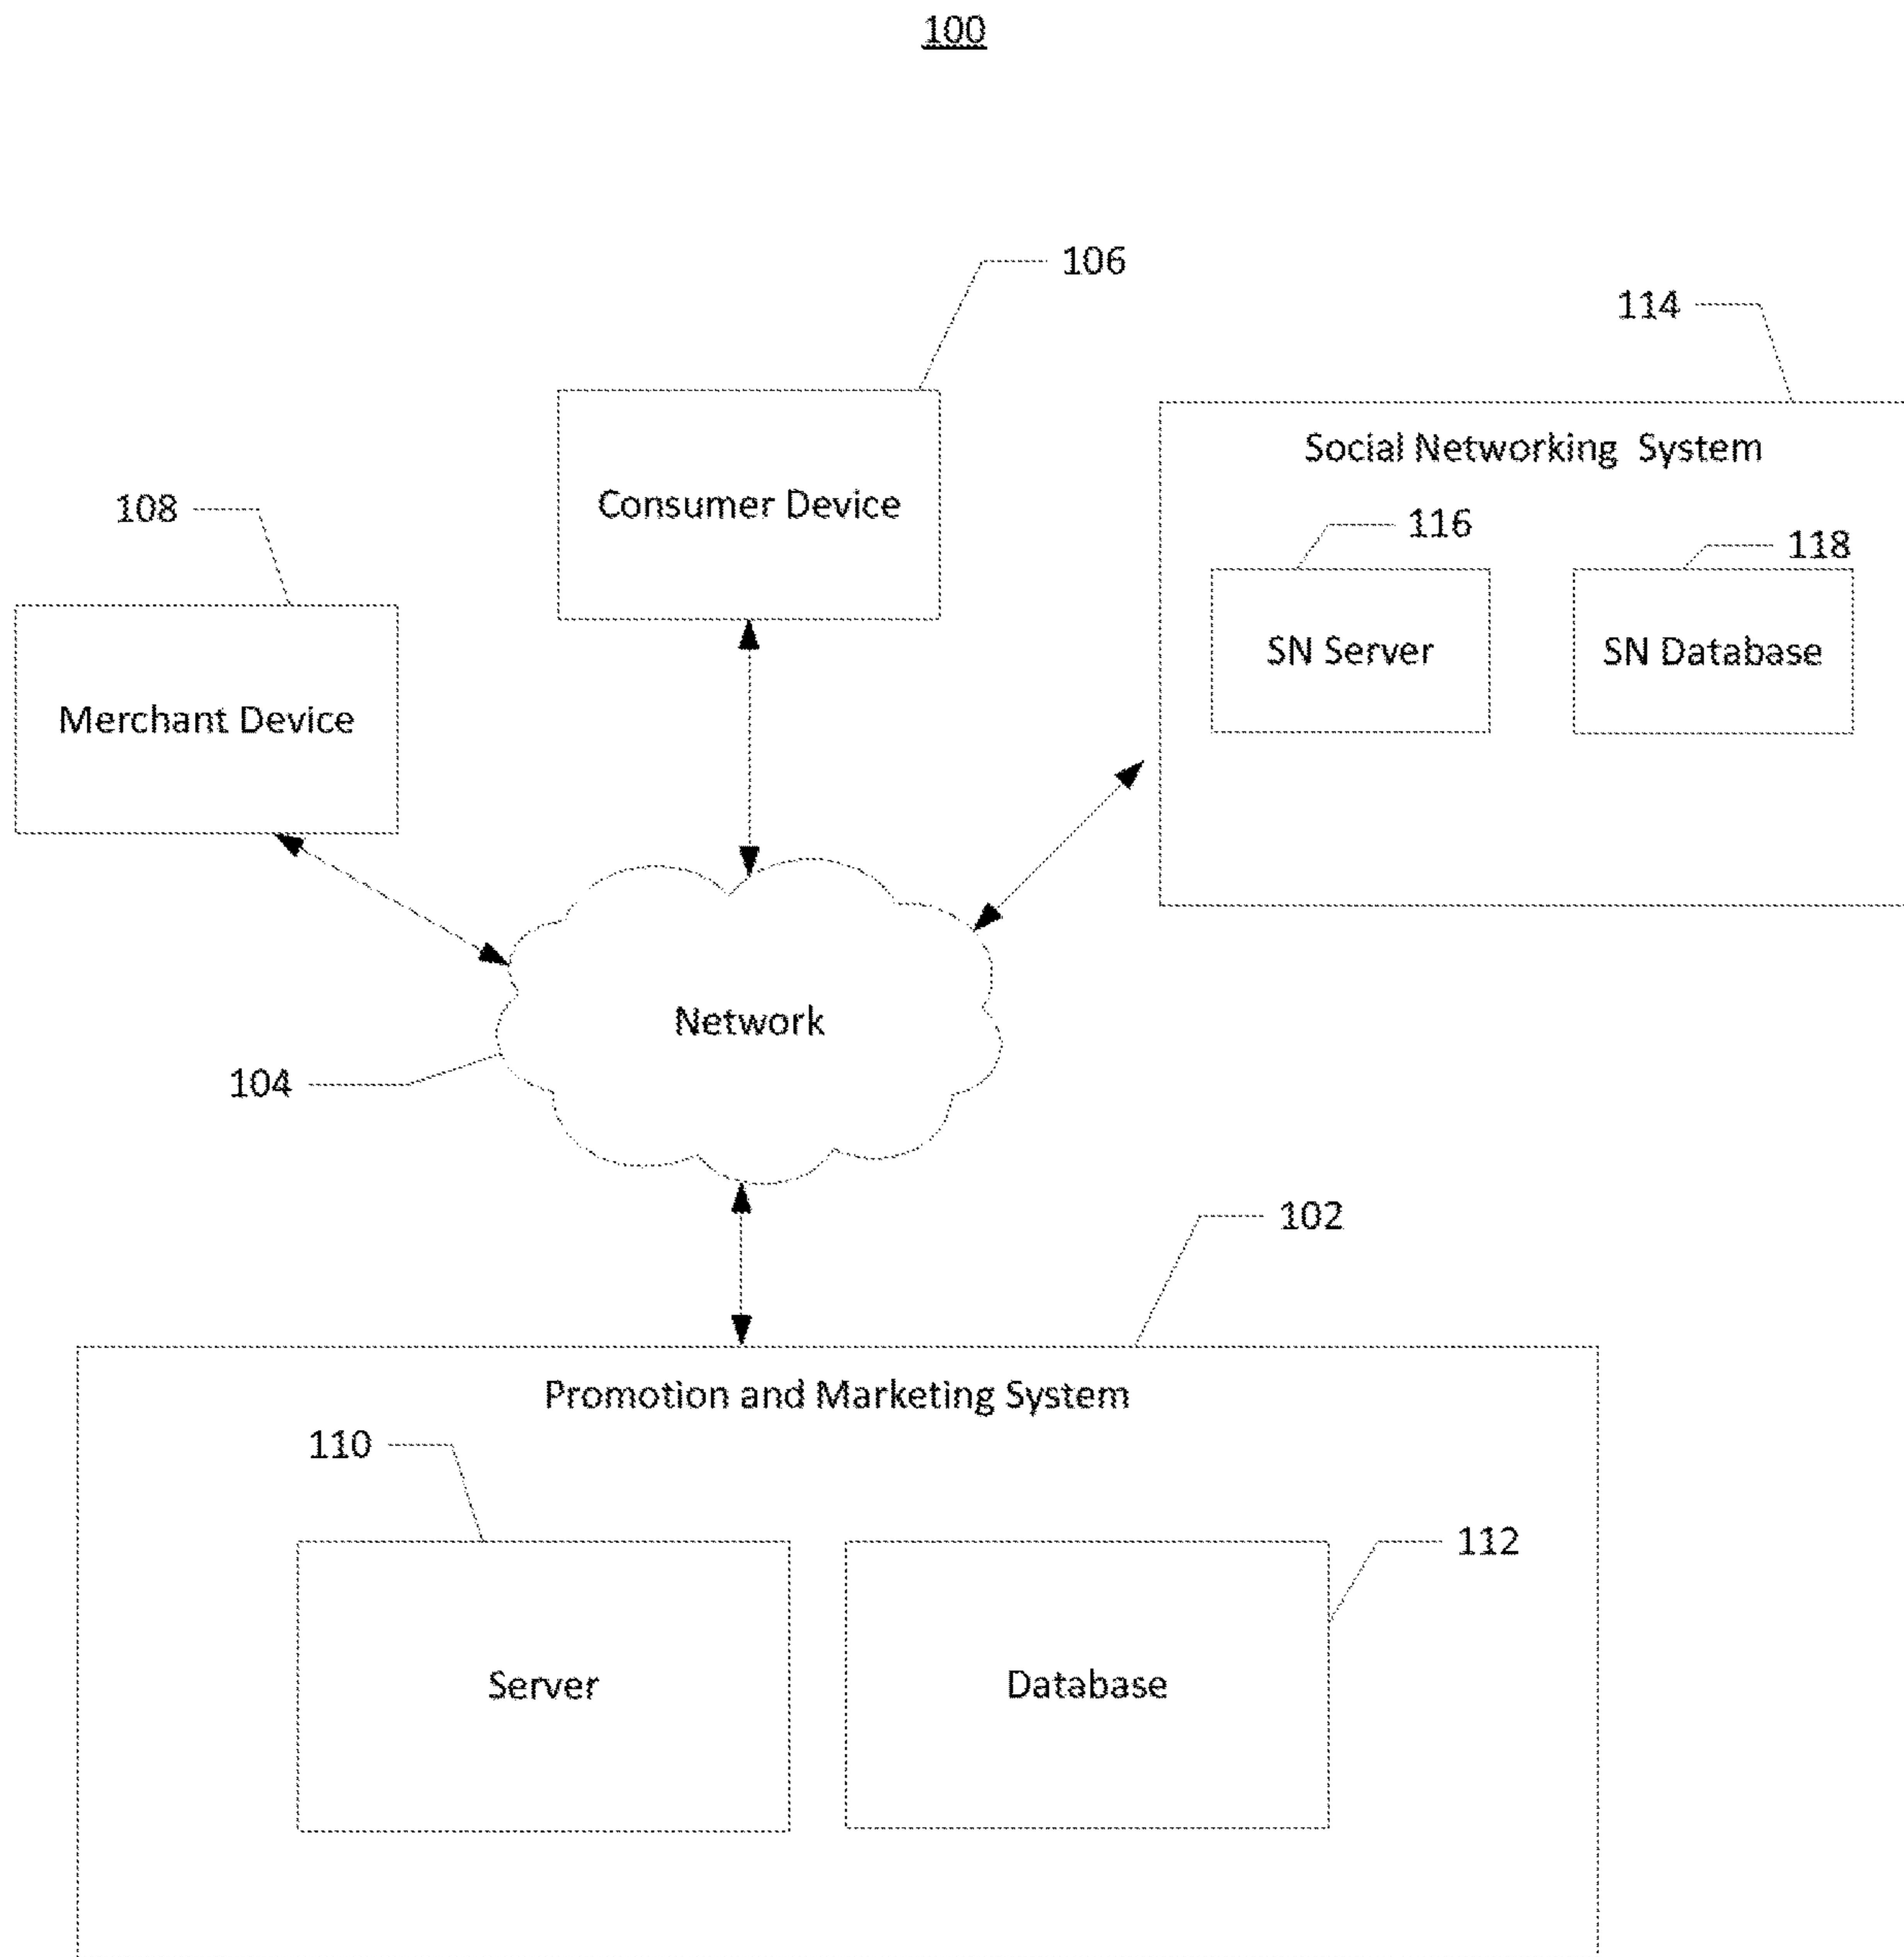 100
106
114
Social Networking System
108
Consumer Device
116
118
SN Server
SN Database
Merchant Device
Network
104
102
Promotion and Marketing System
110
112
Server
Database